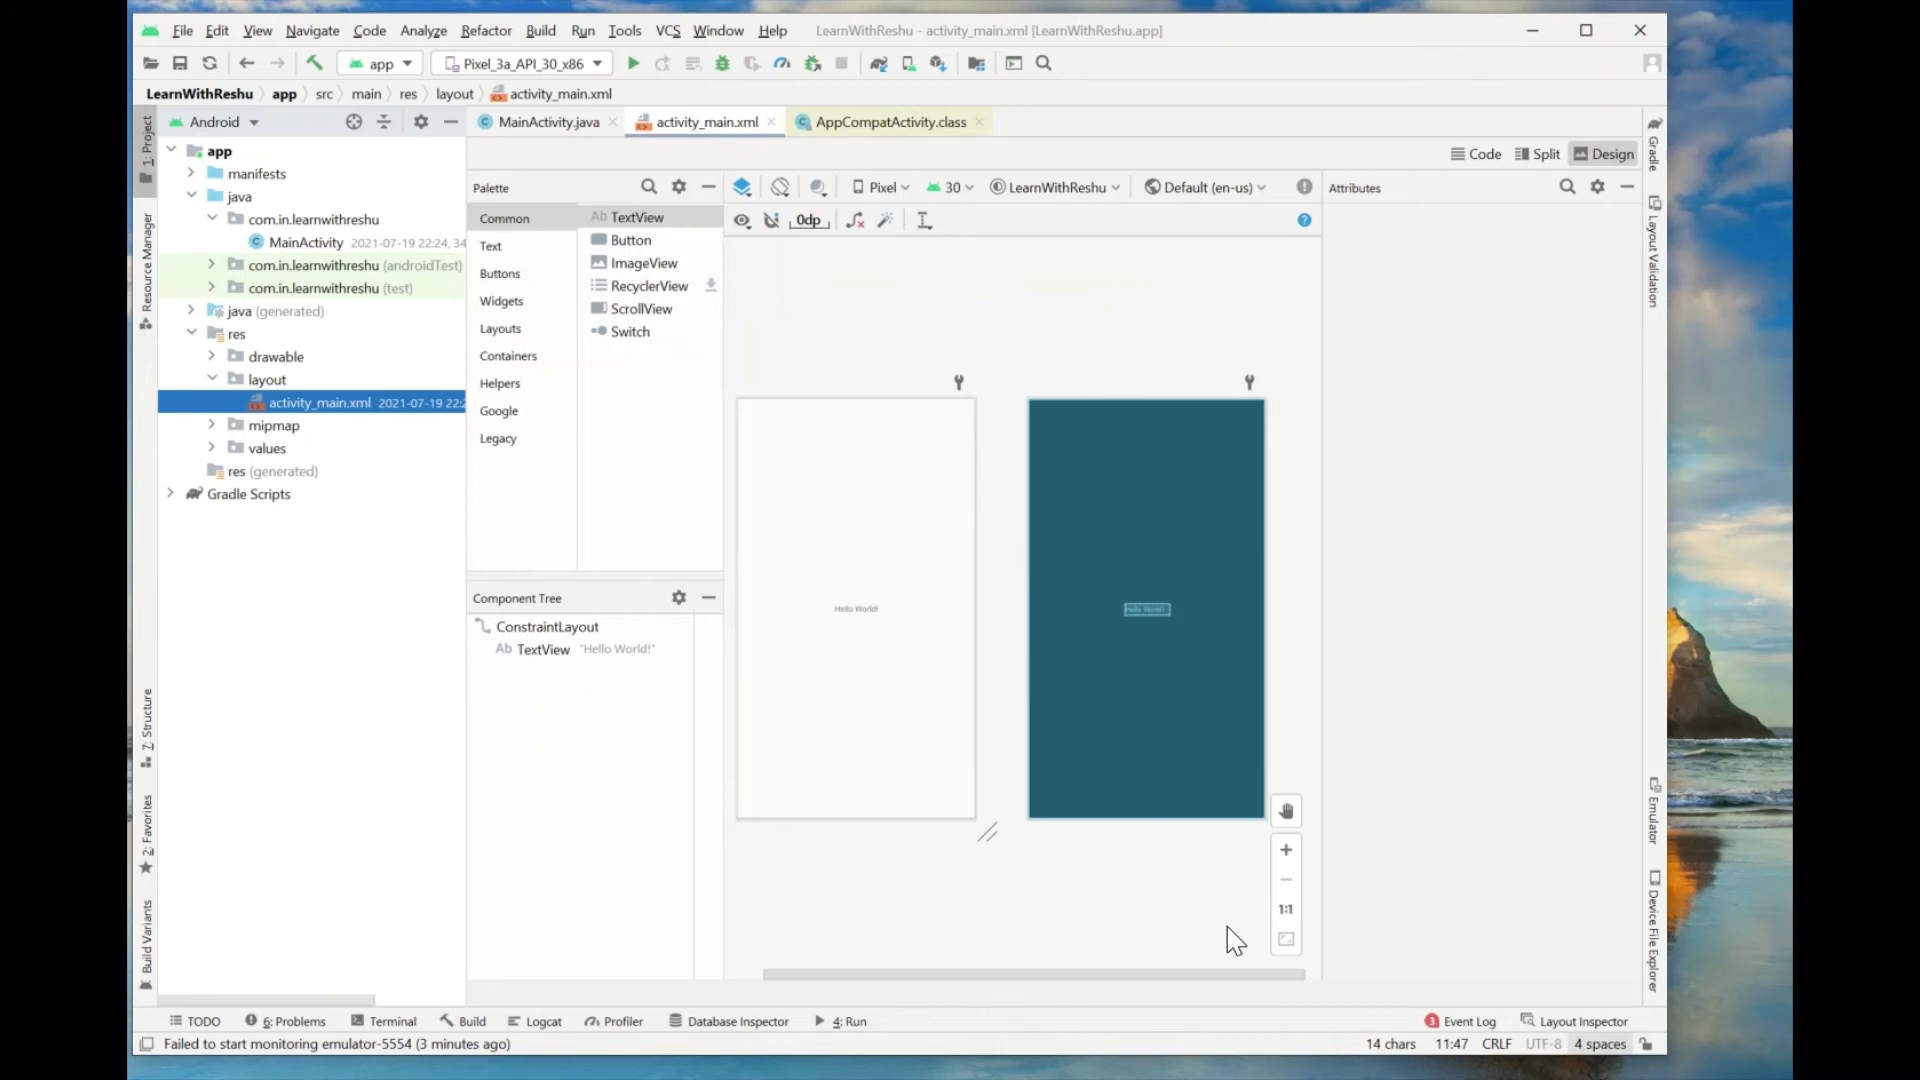 File Edit View Navigate Code Analyze Refactor Build Run Tools VCS Window Help LearnWithReshu - activity_main.xml [LearnWithReshu.app]
app Pixel_3a_API_30_x86
LearnWithReshu app src main res layout activity_main.xml
1: Project
Resource Manager
7: Structure
2: Favorites
Build Variants
Android
app
manifests
java
com.in.learnwithreshu
MainActivity 2021-07-19 22:24, 34
com.in.learnwithreshu (androidTest)
com.in.learnwithreshu (test)
java (generated)
res
drawable
layout
activity_main.xml 2021-07-19 22:2
mipmap
values
res (generated)
Gradle Scripts
MainActivity.java activity_main.xml AppCompatActivity.class
Code Split Design
Palette
Common
Text
Buttons
Widgets
Layouts
Containers
Helpers
Google
Legacy
Ab TextView
Button
ImageView
RecyclerView
ScrollView
Switch
Component Tree
ConstraintLayout
Ab TextView "Hello World!"
Pixel 30 LearnWithReshu Default (en-us)
0dp
Hello World!
Hello World!
1:1
Attributes
Gradle
Layout Validation
Emulator
Device File Explorer
TODO 6: Problems Terminal Build Logcat Profiler Database Inspector 4: Run 3 Event Log Layout Inspector
Failed to start monitoring emulator-5554 (3 minutes ago) 14 chars 11:47 CRLF UTF-8 4 spaces